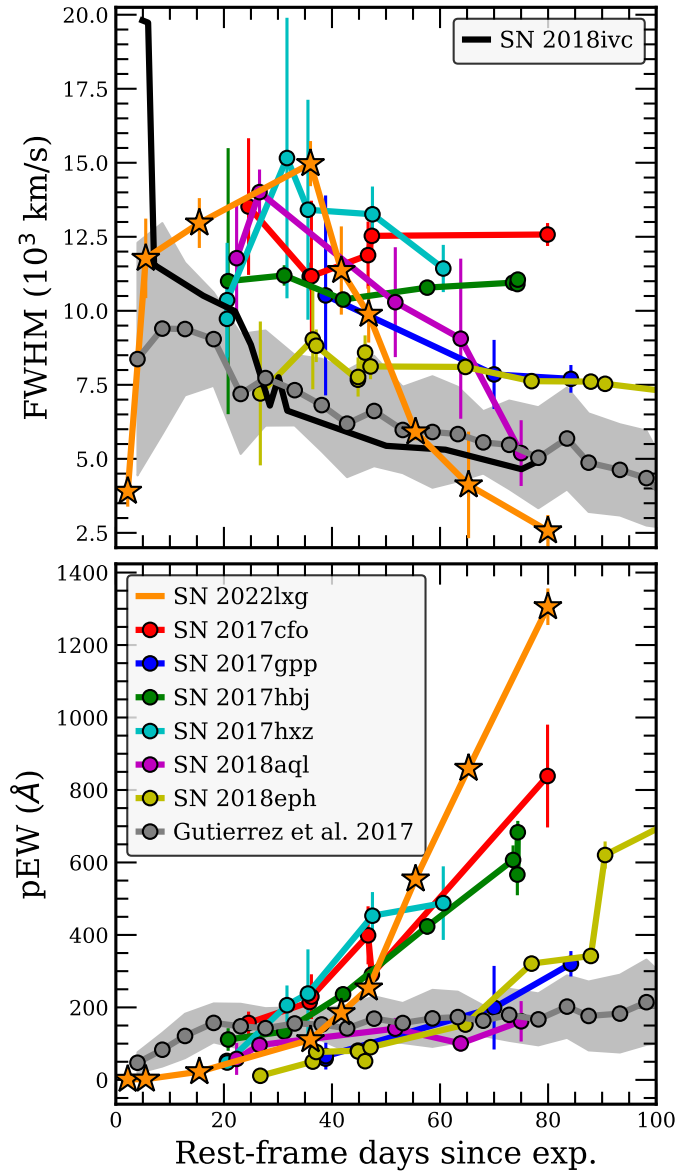 20.0
17.5
15.0
12.5
10.0
7.5
5.0
2.5
FWHM (10³ km/s)
SN 2018ivc
1400
1200
1000
800
600
400
200
0
pEW (Å)
SN 2022lxg
SN 2017cfo
SN 2017gpp
SN 2017hbj
SN 2017hxz
SN 2018aql
SN 2018eph
Gutierrez et al. 2017
0 20 40 60 80 100
Rest-frame days since exp.